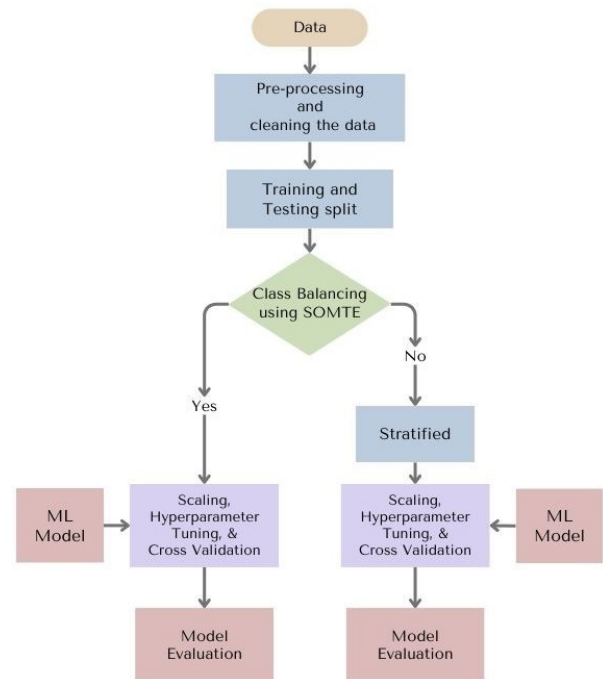 Data
Pre-processing
and
cleaning the data
Training and
Testing split
Class Balancing
using SOMTE
Yes
No
Stratified
ML
Model
Scaling,
Hyperparameter
Tuning, &
Cross Validation
Scaling,
Hyperparameter
Tuning, &
Cross Validation
ML
Model
Model
Evaluation
Model
Evaluation